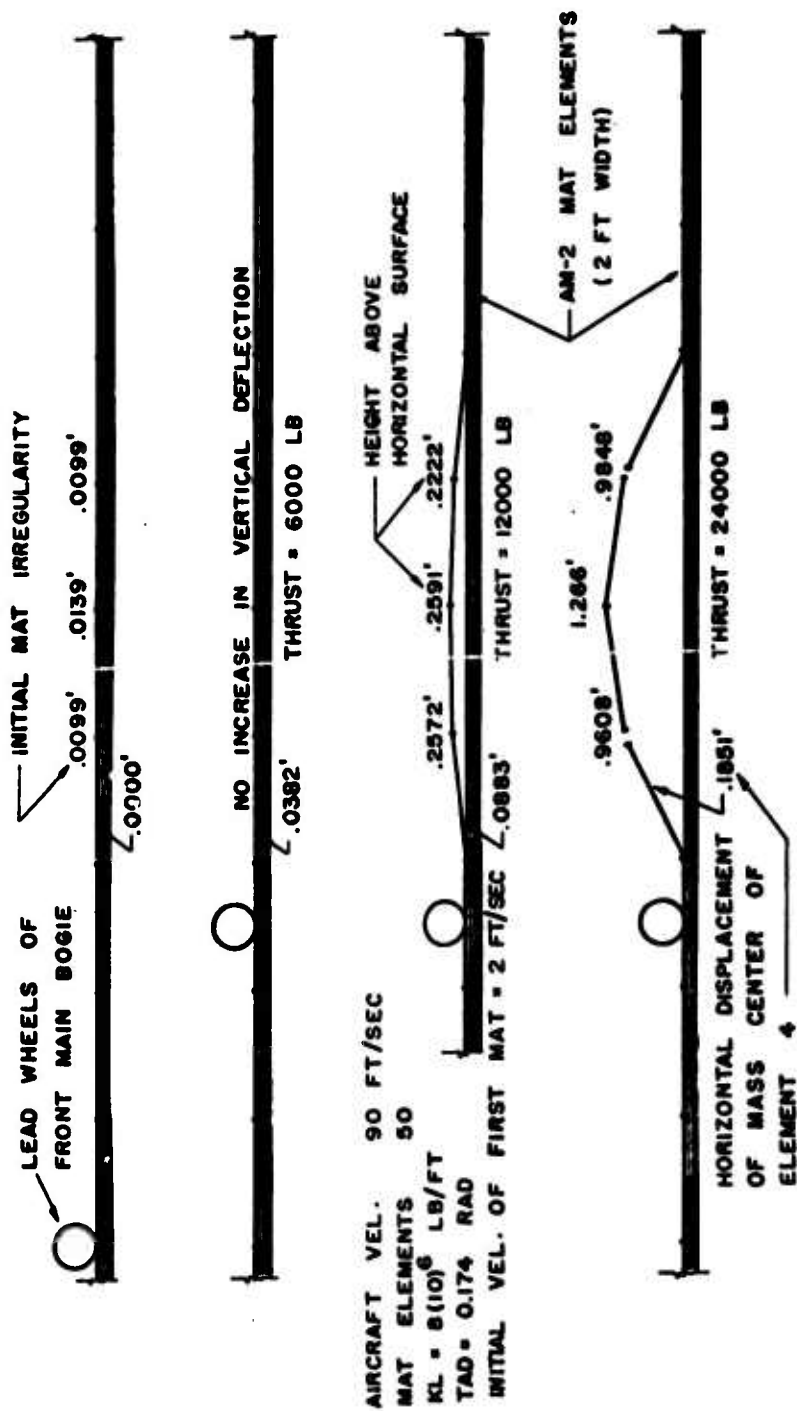 INITIAL MAT IRREGULARITY
LEAD WHEELS OF
FRONT MAIN BOGIE
.0099'
.0139'
.0099'
.0000'
NO INCREASE IN VERTICAL DEFLECTION
.0382'
THRUST = 6000 LB
HEIGHT ABOVE
HORIZONTAL SURFACE
.2572'
.2591'
.2222'
.0883'
THRUST = 12000 LB
AIRCRAFT VEL. 90 FT/SEC
MAT ELEMENTS 50
KL = 8(10)⁶ LB/FT
TAD = 0.174 RAD
INITIAL VEL. OF FIRST MAT = 2 FT/SEC
AM-2 MAT ELEMENTS
(2 FT WIDTH)
.9608'
1.266'
.9848'
.1851'
THRUST = 24000 LB
HORIZONTAL DISPLACEMENT
OF MASS CENTER OF
ELEMENT 4